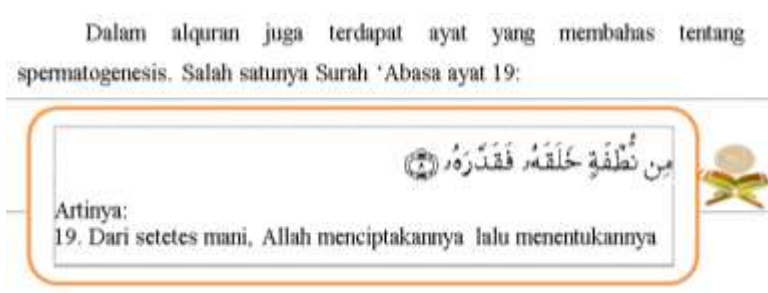 Dalam alquran juga terdapat ayat yang membahas tentang
spermatogenesis. Salah satunya Surah ‘Abasa ayat 19:
مِن نُّطْفَةٍ خَلَقَهُۥ فَقَدَّرَهُۥ
Artinya:
19. Dari setetes mani, Allah menciptakannya lalu menentukannya